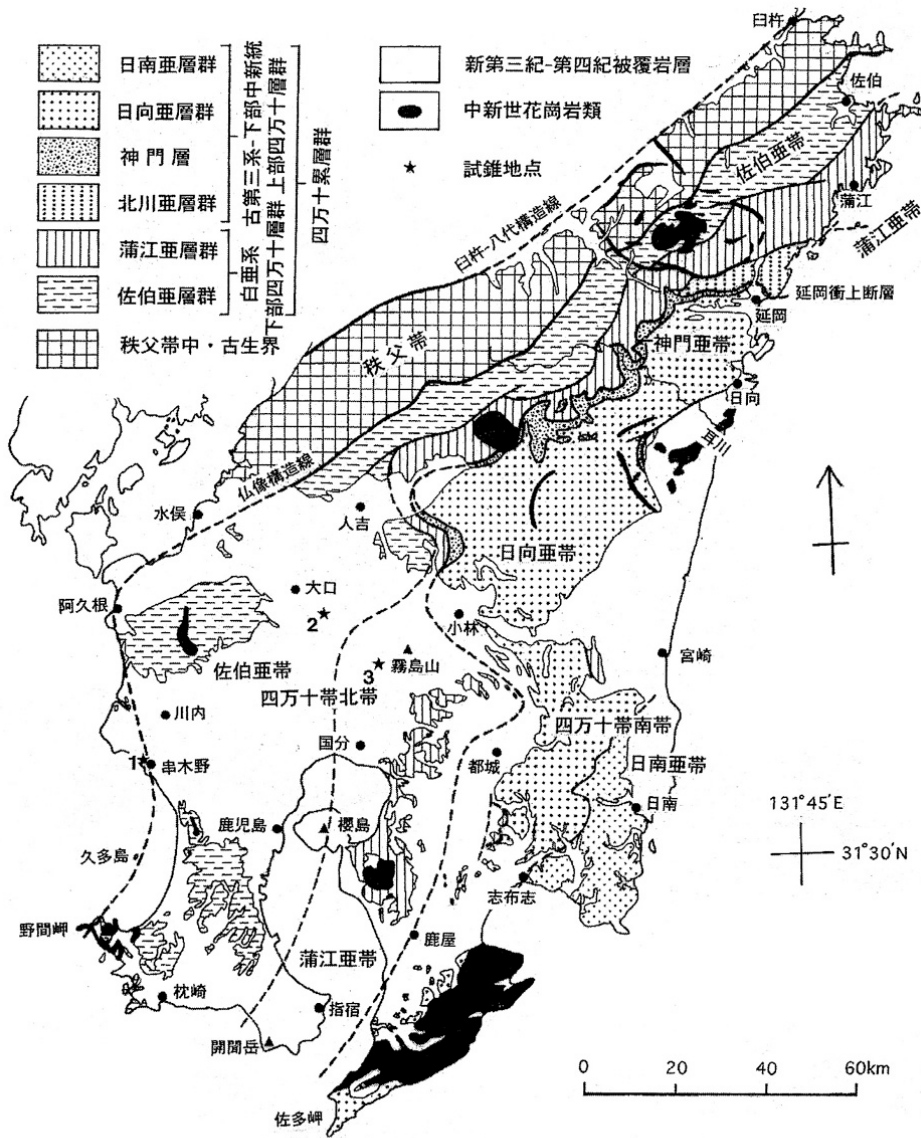 日南亜層群
日向亜層群
神門層
北川亜層群
蒲江亜層群
佐伯亜層群
秩父帯中・古生界
古第三系-下部中新統
上部四万十層群
白亜系
下部四万十層群
四万十累層群
新第三紀-第四紀被覆岩層
中新世花崗岩類
試錐地点
臼杵
佐伯
佐伯亜帯
蒲江
蒲江亜帯
臼杵-八代構造線
延岡衝上断層
延岡
神門亜帯
秩父帯
日向
耳川
仏像構造線
水俣
人吉
日向亜帯
阿久根
大口
2
小林
佐伯亜帯
3
霧島山
宮崎
四万十帯北帯
川内
四万十帯南帯
国分
都城
日南亜帯
1
串木野
日南
131°45′E
31°30′N
鹿児島
櫻島
久多島
志布志
野間岬
鹿屋
蒲江亜帯
枕崎
指宿
開聞岳
佐多岬
0 20 40 60km